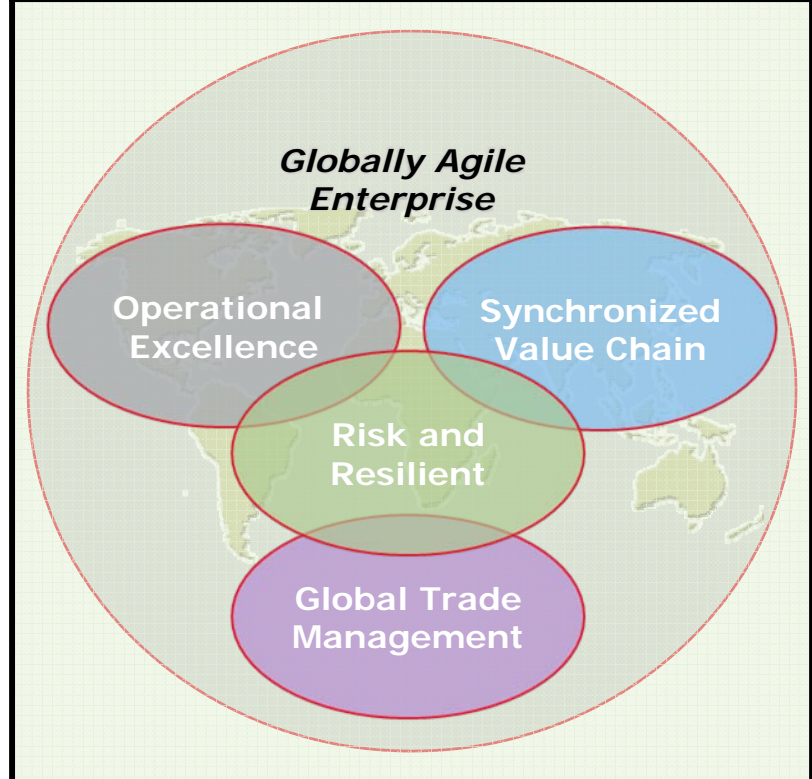 Globally Agile
Enterprise
Operational
Excellence
Synchronized
Value Chain
Risk and
Resilient
Global Trade
Management